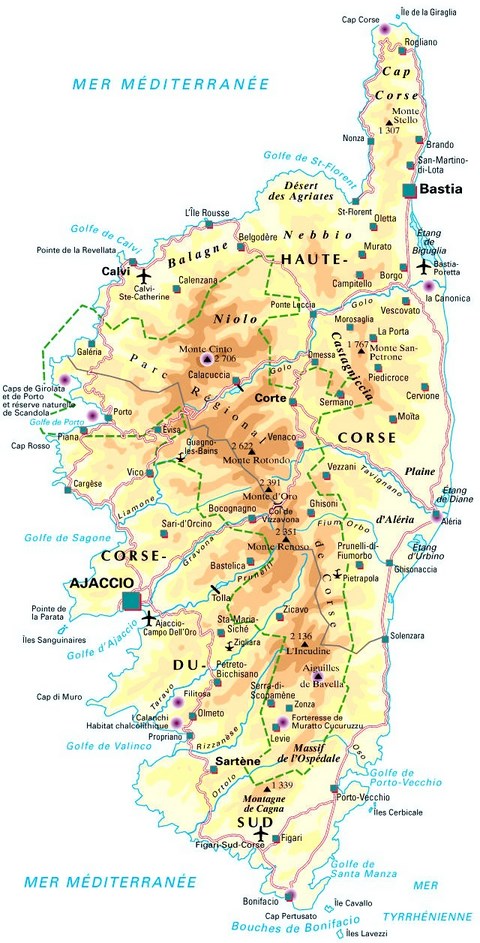 Île de la Giraglia
Cap Corse
Rogliano
Cap
Corse
MER MÉDITERRANÉE
Monte
Stello
1 307
Nonza
Brando
San-Martino-
di-Lota
Golfe de St-Florent
Désert
des Agriates
Bastia
St-Florent
L'Île Rousse
Oletta
Golfe de Calvi
Nebbio
Étang
de
Biguglia
Pointe de la Revellata
Belgodère
Murato
Balagne
HAUTE-
Calvi
Bastia-
Poretta
Calvi-
Ste-Catherine
Calenzana
Campitello
Borgo
la Canonica
Golo
Ponte Leccia
Vescovato
Niolo
Morosaglia
La Porta
Galéria
Monte Cinto
2 706
Castagniccia
1 767
Monte San-
Petrone
Omessa
Parc
Régional
de Corse
Calacuccia
Golo
Piedicroce
Caps de Girolata
et de Porto
et réserve naturelle
de Scandola
Cervione
Corte
Sermano
Porto
Moïta
Golfe de Porto
Piana
Évisa
CORSE
Cap Rosso
Guagno-
les-Bains
2 622
Monte Rotondo
Venaco
Vico
Vezzani
Tavignano
Plaine
Cargèse
2 391
Monte d'Oro
Étang
de Diane
Liamone
Bocognano
Ghisoni
Col de
Vizzavona
Fium Orbo
d'Aléria
Aléria
Sari-d'Orcino
Golfe de Sagone
2 351
Monte Renoso
Étang
d'Urbino
CORSE-
Gravona
Prunelli-di-
Fiumorbo
Bastelica
Prunelli
Ghisonaccia
AJACCIO
Pietrapola
Tolla
Pointe de
la Parata
Zicavo
Ajaccio-
Campo Dell'Oro
Sta-Maria-
Siché
Îles Sanguinaires
Golfe d'Ajaccio
2 136
L'Incudine
Solenzara
Zigliara
DU-
Petreto-
Bicchisano
Aiguilles
de Bavella
Cap di Muro
Taravo
Filitosa
Serra-di-
Scopamène
Zonza
I Calanchi
Habitat chalcolithique
Olmeto
Forteresse de
Muratto Cucuruzzu
Propriano
Levie
Golfe de Valinco
Rizzanèse
Massif
de l'Ospédale
Oso
Sartène
Golfe de
Porto-Vecchio
Ortolo
1 339
Montagne
de Cagna
Porto-Vecchio
Îles Cerbicale
SUD
Figari
Figari-Sud-Corse
Golfe de
Santa Manza
MER MÉDITERRANÉE
MER
TYRRHÉNIENNE
Bonifacio
Île Cavallo
Cap Pertusato
Bouches de Bonifacio
Îles Lavezzi